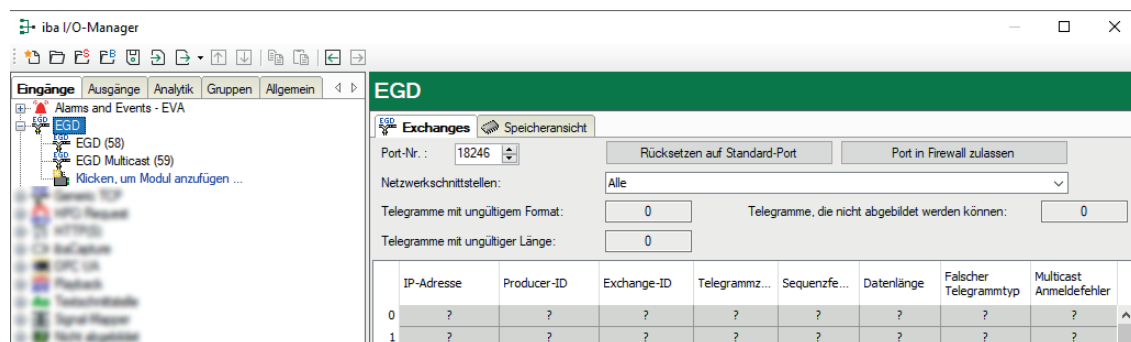 iba I/O-Manager
Eingänge Ausgänge Analytik Gruppen Allgemein
Alarms and Events - EVA
EGD
EGD (58)
EGD Multicast (59)
Klicken, um Modul anzufügen ...
EGD
Exchanges Speicheransicht
Port-Nr. : 18246 Rücksetzen auf Standard-Port Port in Firewall zulassen
Netzwerkschnittstellen: Alle
Telegramme mit ungültigem Format: 0 Telegramme, die nicht abgebildet werden können: 0
Telegramme mit ungültiger Länge: 0
IP-Adresse Producer-ID Exchange-ID Telegrammz... Sequenzfe... Datenlänge Falscher Telegrammtyp Multicast Anmeldefehler
0 ? ? ? ? ? ? ? ?
1 ? ? ? ? ? ? ? ?